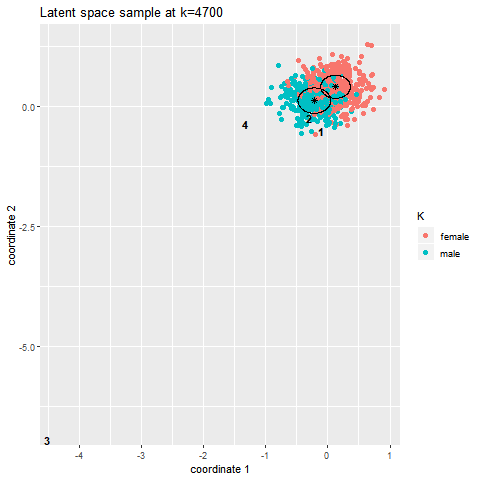 Latent space sample at k=4700
0.0
-2.5
-5.0
coordinate 2
4
2
1
3
-4
-3
-2
-1
0
1
coordinate 1
K
female
male